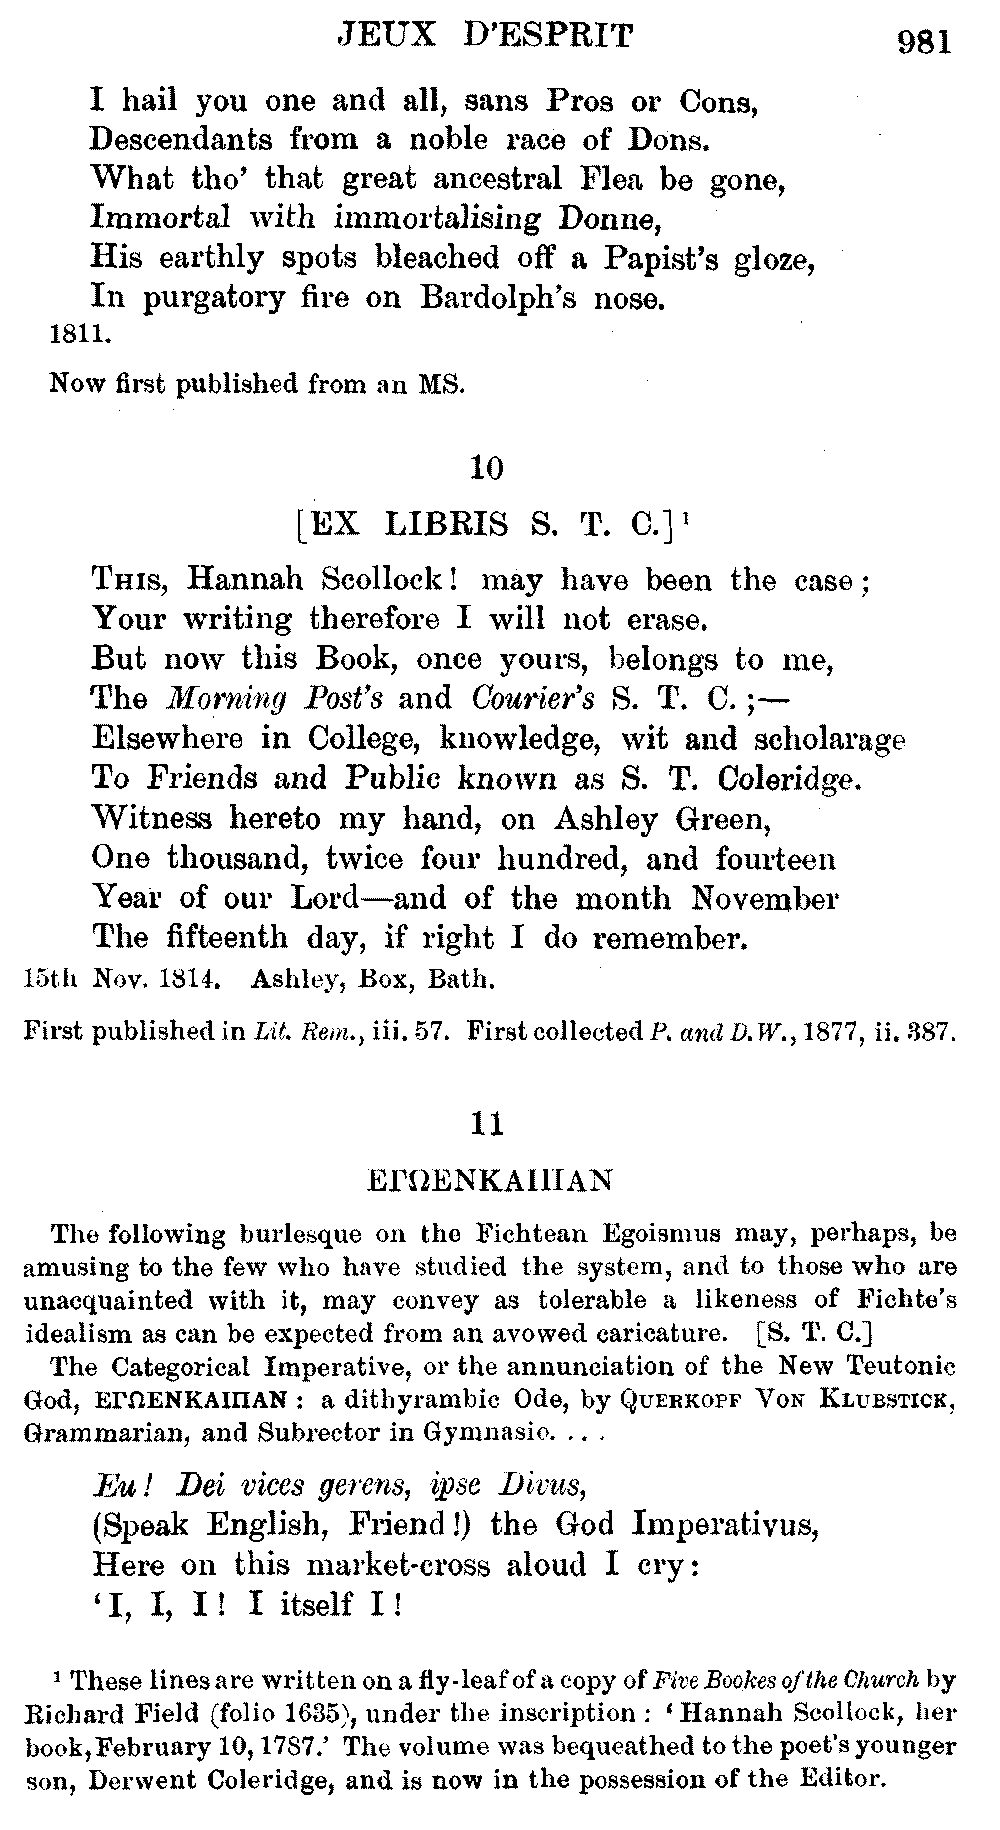 JEUX D'ESPRIT 981
I hail you one and all, sans Pros or Cons,
Descendants from a noble race of Dons.
What tho' that great ancestral Flea be gone,
Immortal with immortalising Donne,
His earthly spots bleached off a Papist's gloze,
In purgatory fire on Bardolph's nose.
1811.
Now first published from an MS.
10
[EX LIBRIS S. T. C.]¹
THIS, Hannah Scollock! may have been the case;
Your writing therefore I will not erase.
But now this Book, once yours, belongs to me,
The Morning Post's and Courier's S. T. C.;—
Elsewhere in College, knowledge, wit and scholarage
To Friends and Public known as S. T. Coleridge.
Witness hereto my hand, on Ashley Green,
One thousand, twice four hundred, and fourteen
Year of our Lord—and of the month November
The fifteenth day, if right I do remember.
15th Nov. 1814. Ashley, Box, Bath.
First published in Lit. Rem., iii. 57. First collected P. and D. W., 1877, ii. 387.
11
ΕΓΩΕΝΚΑΙΠΑΝ
The following burlesque on the Fichtean Egoismus may, perhaps, be
amusing to the few who have studied the system, and to those who are
unacquainted with it, may convey as tolerable a likeness of Fichte's
idealism as can be expected from an avowed caricature. [S. T. C.]
The Categorical Imperative, or the annunciation of the New Teutonic
God, ΕΓΩΕΝΚΑΙΠΑΝ: a dithyrambic Ode, by QUERKOPF VON KLUBSTICK,
Grammarian, and Subrector in Gymnasio. . . .
Eu! Dei vices gerens, ipse Divus,
(Speak English, Friend!) the God Imperativus,
Here on this market-cross aloud I cry:
'I, I, I! I itself I!
¹ These lines are written on a fly-leaf of a copy of Five Bookes of the Church by
Richard Field (folio 1635), under the inscription: 'Hannah Scollock, her
book, February 10, 1787.' The volume was bequeathed to the poet's younger
son, Derwent Coleridge, and is now in the possession of the Editor.